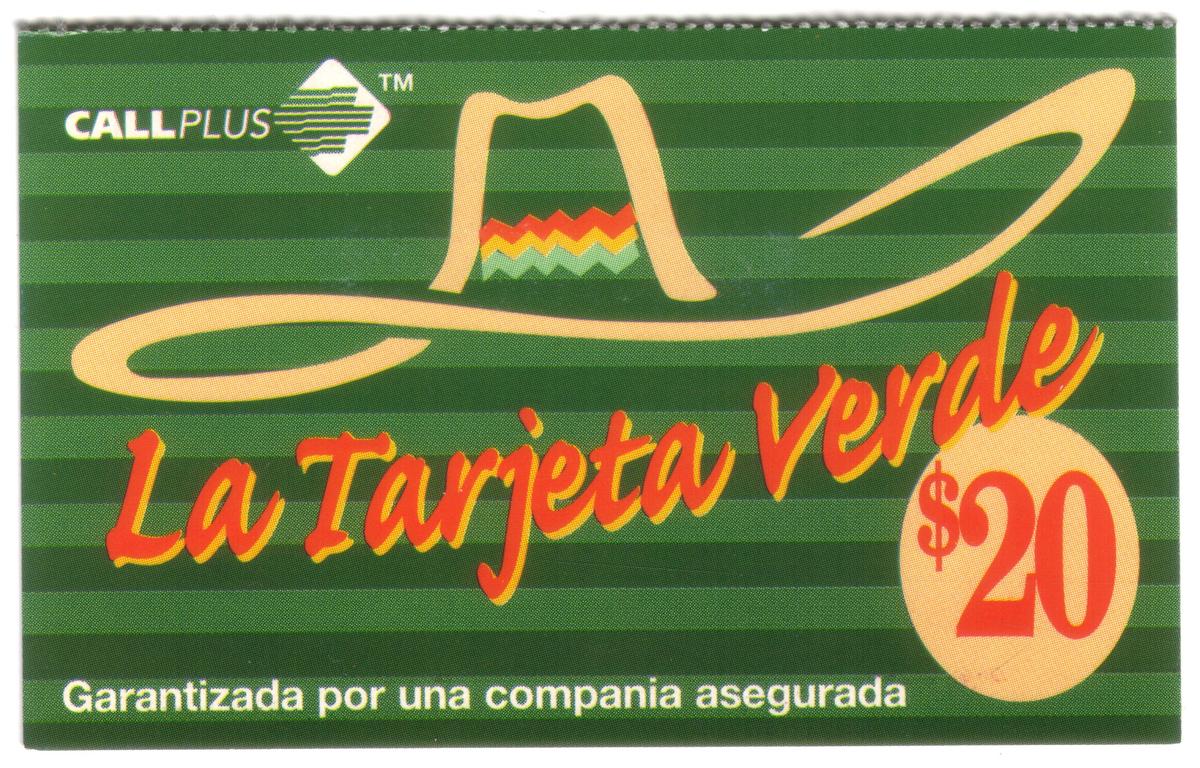 CALLPLUS TM
La Tarjeta Verde
$20
Garantizada por una compania asegurada